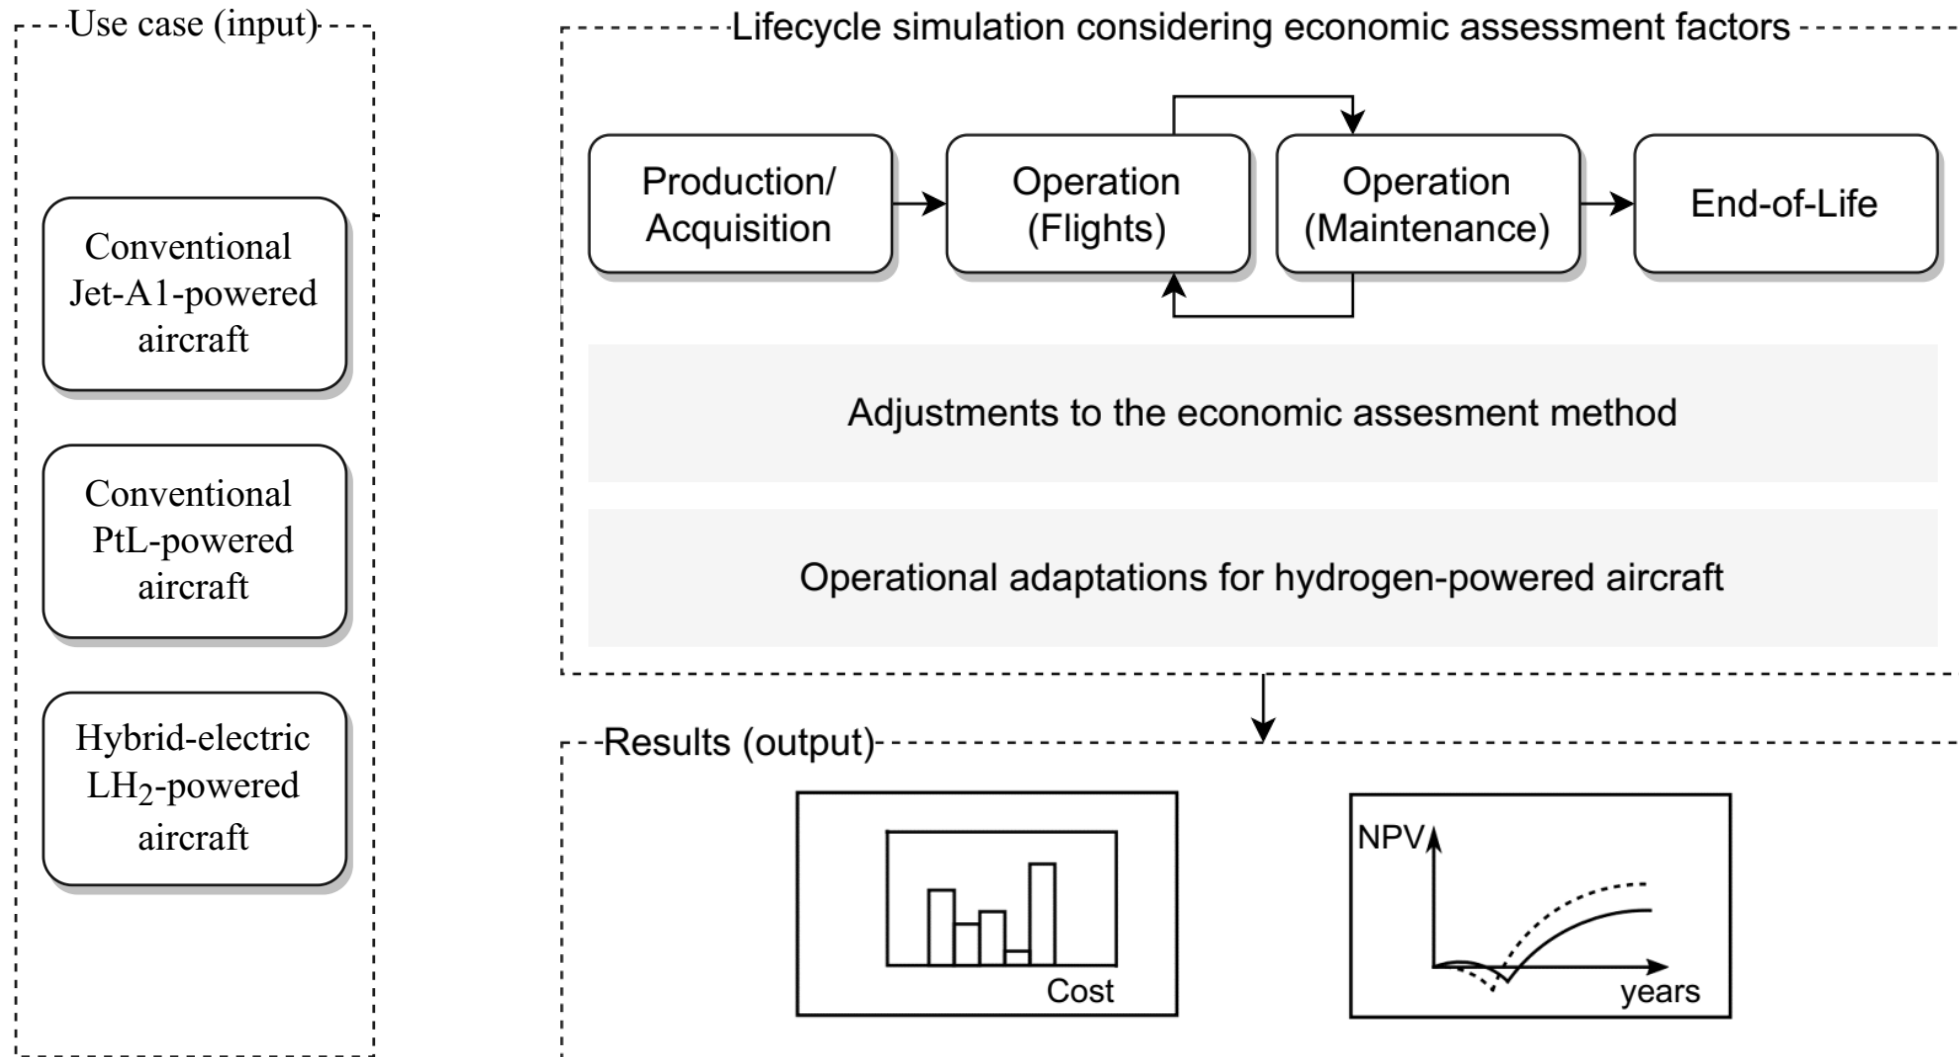 Use case (input)
Conventional
Jet-A1-powered
aircraft
Conventional
PtL-powered
aircraft
Hybrid-electric
LH₂-powered
aircraft
Lifecycle simulation considering economic assessment factors
Production/
Acquisition
Operation
(Flights)
Operation
(Maintenance)
End-of-Life
Adjustments to the economic assesment method
Operational adaptations for hydrogen-powered aircraft
Results (output)
Cost
NPV
years